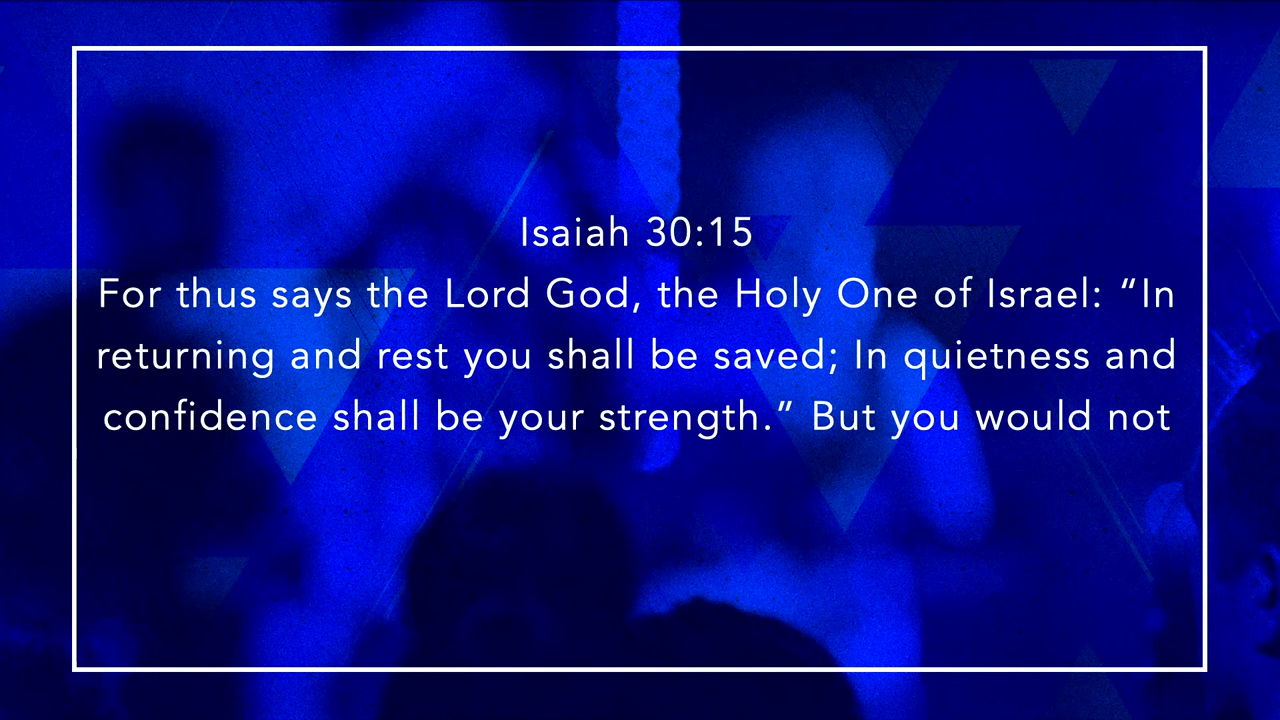 Isaiah 30:15
For thus says the Lord God, the Holy One of Israel: “In
returning and rest you shall be saved; In quietness and
confidence shall be your strength.” But you would not